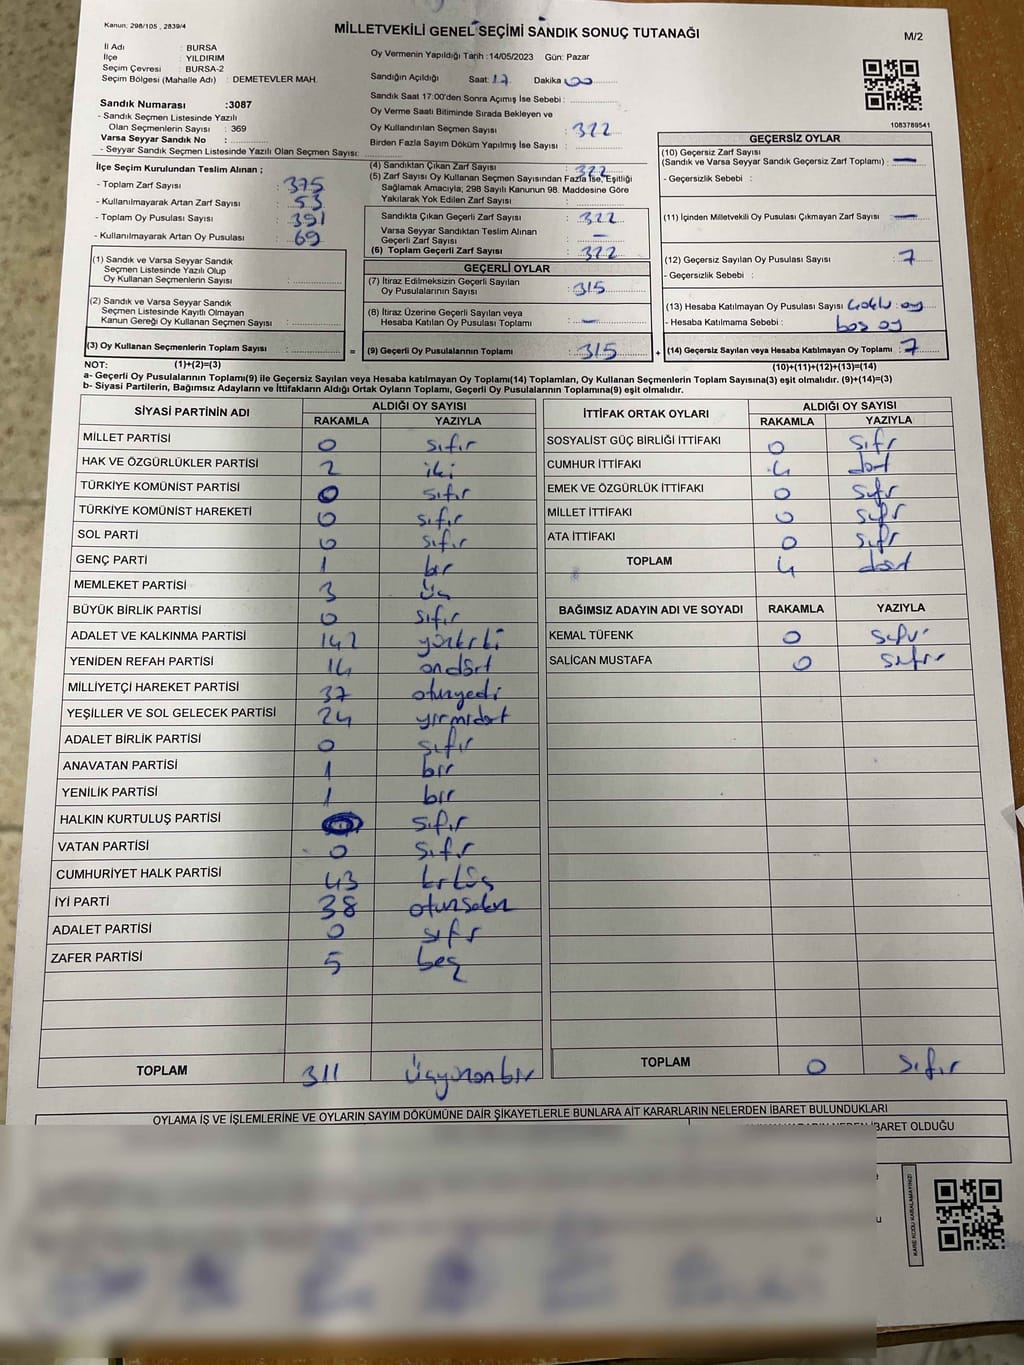 Kanun, 298/105 , 2839/4
MİLLETVEKİLİ GENEL SEÇİMİ SANDIK SONUÇ TUTANAĞI
M/2
İl Adı : BURSA
İlçe : YILDIRIM
Seçim Çevresi : BURSA-2
Seçim Bölgesi (Mahalle Adı) : DEMETEVLER MAH.
Oy Vermenin Yapıldığı Tarih :14/05/2023 Gün: Pazar
Sandığın Açıldığı Saat: 17 Dakika 00
Sandık Saat 17:00'den Sonra Açımış İse Sebebi :
Oy Verme Saati Bitiminde Sırada Bekleyen ve
Oy Kullandırılan Seçmen Sayısı : 322
Birden Fazla Sayım Döküm Yapılmış İse Sayısı :
1083789541
Sandık Numarası :3087
- Sandık Seçmen Listesinde Yazılı
Olan Seçmenlerin Sayısı : 369
Varsa Seyyar Sandık No :
- Seyyar Sandık Seçmen Listesinde Yazılı Olan Seçmen Sayısı:
İlçe Seçim Kurulundan Teslim Alınan ;
- Toplam Zarf Sayısı : 375
- Kullanılmayarak Artan Zarf Sayısı : 53
- Toplam Oy Pusulası Sayısı : 391
- Kullanılmayarak Artan Oy Pusulası : 69
(1) Sandık ve Varsa Seyyar Sandık
Seçmen Listesinde Yazılı Olup
Oy Kullanan Seçmenlerin Sayısı :
(2) Sandık ve Varsa Seyyar Sandık
Seçmen Listesinde Kayıtlı Olmayan
Kanun Gereği Oy Kullanan Seçmen Sayısı :
(3) Oy Kullanan Seçmenlerin Toplam Sayısı :
(4) Sandıktan Çıkan Zarf Sayısı : 322
(5) Zarf Sayısı Oy Kullanan Seçmen Sayısından Fazla İse, Eşitliği
Sağlamak Amacıyla; 298 Sayılı Kanunun 98. Maddesine Göre
Yakılarak Yok Edilen Zarf Sayısı :
Sandıkta Çıkan Geçerli Zarf Sayısı : 322
Varsa Seyyar Sandıktan Teslim Alınan
Geçerli Zarf Sayısı : —
(6) Toplam Geçerli Zarf Sayısı : 322
GEÇERLİ OYLAR
(7) İtiraz Edilmeksizin Geçerli Sayılan
Oy Pusulalarının Sayısı : 315
(8) İtiraz Üzerine Geçerli Sayılan veya
Hesaba Katılan Oy Pusulası Toplamı : —
= (9) Geçerli Oy Pusulalarının Toplamı : 315
GEÇERSİZ OYLAR
(10) Geçersiz Zarf Sayısı
(Sandık ve Varsa Seyyar Sandık Geçersiz Zarf Toplamı) : —
- Geçersizlik Sebebi :
(11) İçinden Milletvekili Oy Pusulası Çıkmayan Zarf Sayısı : —
(12) Geçersiz Sayılan Oy Pusulası Sayısı : 7
- Geçersizlik Sebebi :
(13) Hesaba Katılmayan Oy Pusulası Sayısı : oy
- Hesaba Katılmama Sebebi : boş oy
+ (14) Geçersiz Sayılan veya Hesaba Katılmayan Oy Toplamı : 7
NOT: (1)+(2)=(3)
(10)+(11)+(12)+(13)=(14)
a- Geçerli Oy Pusulalarının Toplamı(9) ile Geçersiz Sayılan veya Hesaba katılmayan Oy Toplamı(14) Toplamları, Oy Kullanan Seçmenlerin Toplam Sayısına(3) eşit olmalıdır. (9)+(14)=(3)
b- Siyasi Partilerin, Bağımsız Adayların ve İttifakların Aldığı Ortak Oyların Toplamı, Geçerli Oy Pusulalarının Toplamına(9) eşit olmalıdır.
SİYASİ PARTİNİN ADI ALDIĞI OY SAYISI
RAKAMLA YAZIYLA
MİLLET PARTİSİ 0 sıfır
HAK VE ÖZGÜRLÜKLER PARTİSİ 2 iki
TÜRKİYE KOMÜNİST PARTİSİ 0 sıfır
TÜRKİYE KOMÜNİST HAREKETİ 0 sıfır
SOL PARTİ 0 sıfır
GENÇ PARTİ 1 bir
MEMLEKET PARTİSİ 3 üç
BÜYÜK BİRLİK PARTİSİ 0 sıfır
ADALET VE KALKINMA PARTİSİ 142 yüzkrki
YENİDEN REFAH PARTİSİ 14 ondört
MİLLİYETÇİ HAREKET PARTİSİ 37 otuzyedi
YEŞİLLER VE SOL GELECEK PARTİSİ 24 yirmidört
ADALET BİRLİK PARTİSİ 0 sıfır
ANAVATAN PARTİSİ 1 bir
YENİLİK PARTİSİ 1 bir
HALKIN KURTULUŞ PARTİSİ 0 sıfır
VATAN PARTİSİ 0 sıfır
CUMHURİYET HALK PARTİSİ 43 krküç
İYİ PARTİ 38 otuzsekiz
ADALET PARTİSİ 0 sıfır
ZAFER PARTİSİ 5 beş
TOPLAM 311 Üçyüzonbir
İTTİFAK ORTAK OYLARI ALDIĞI OY SAYISI
RAKAMLA YAZIYLA
SOSYALİST GÜÇ BİRLİĞİ İTTİFAKI 0 sıfır
CUMHUR İTTİFAKI 4 dört
EMEK VE ÖZGÜRLÜK İTTİFAKI 0 sıfır
MİLLET İTTİFAKI 0 sıfır
ATA İTTİFAKI 0 sıfır
TOPLAM 4 dört
BAĞIMSIZ ADAYIN ADI VE SOYADI RAKAMLA YAZIYLA
KEMAL TÜFENK 0 sıfır
SALİCAN MUSTAFA 0 sıfır
TOPLAM 0 sıfır
OYLAMA İŞ VE İŞLEMLERİNE VE OYLARIN SAYIM DÖKÜMÜNE DAİR ŞİKAYETLERLE BUNLARA AİT KARARLARIN NELERDEN İBARET BULUNDUKLARI
İBARET OLDUĞU
KARE KODU KARALAMAYINIZ!